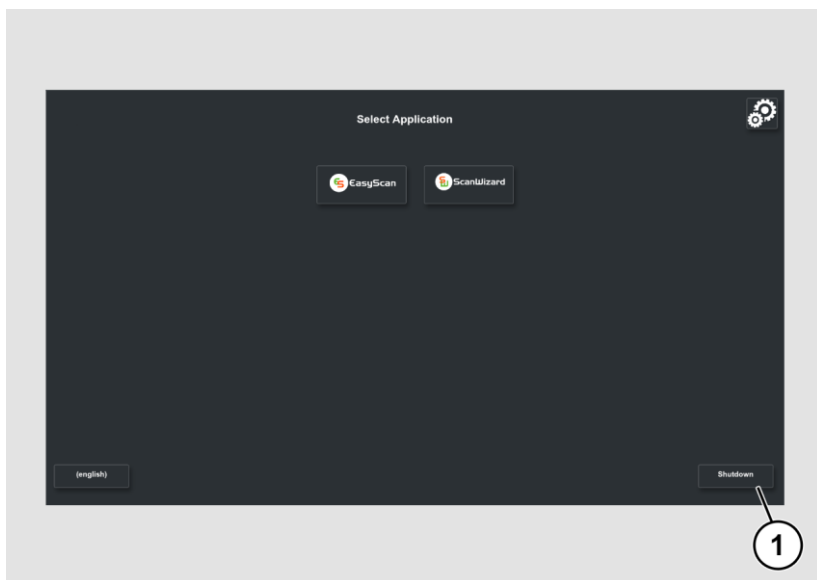 Select Application
EasyScan
ScanWizard
(english)
Shutdown
1